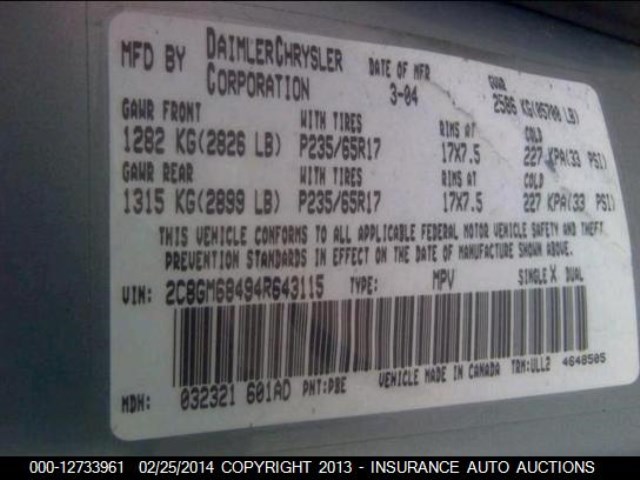 MFD BY DAIMLERCHRYSLER CORPORATION DATE OF MFR 3-04 GVWR 2586 KG(05700 LB)
GAWR FRONT WITH TIRES RIMS AT COLD
1282 KG(2826 LB) P235/65R17 17X7.5 227 KPA(33 PSI)
GAWR REAR WITH TIRES RIMS AT COLD
1315 KG(2899 LB) P235/65R17 17X7.5 227 KPA(33 PSI)
THIS VEHICLE CONFORMS TO ALL APPLICABLE FEDERAL MOTOR VEHICLE SAFETY AND THEFT
PREVENTION STANDARDS IN EFFECT ON THE DATE OF MANUFACTURE SHOWN ABOVE.
VIN: 2C8GM68494R643115 TYPE: MPV SINGLE X DUAL
MDH: 032321 601AD PNT:PBE VEHICLE MADE IN CANADA TRM:ULL2 4648505
000-12733961 02/25/2014 COPYRIGHT 2013 - INSURANCE AUTO AUCTIONS